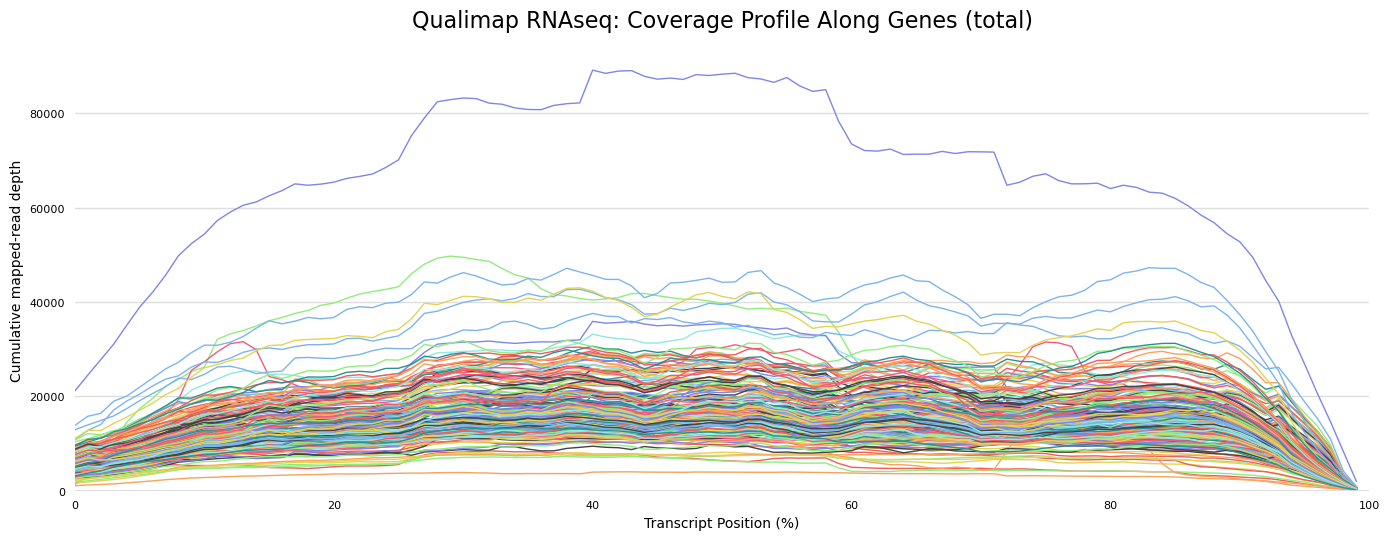 Qualimap RNAseq: Coverage Profile Along Genes (total)
Cumulative mapped-read depth
80000
60000
40000
20000
0
0 20 40 60 80 100
Transcript Position (%)